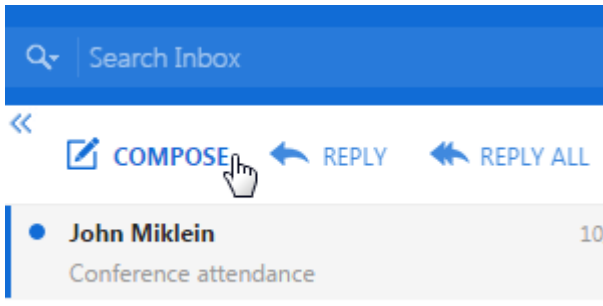 Search Inbox
COMPOSE REPLY REPLY ALL
John Miklein 10
Conference attendance